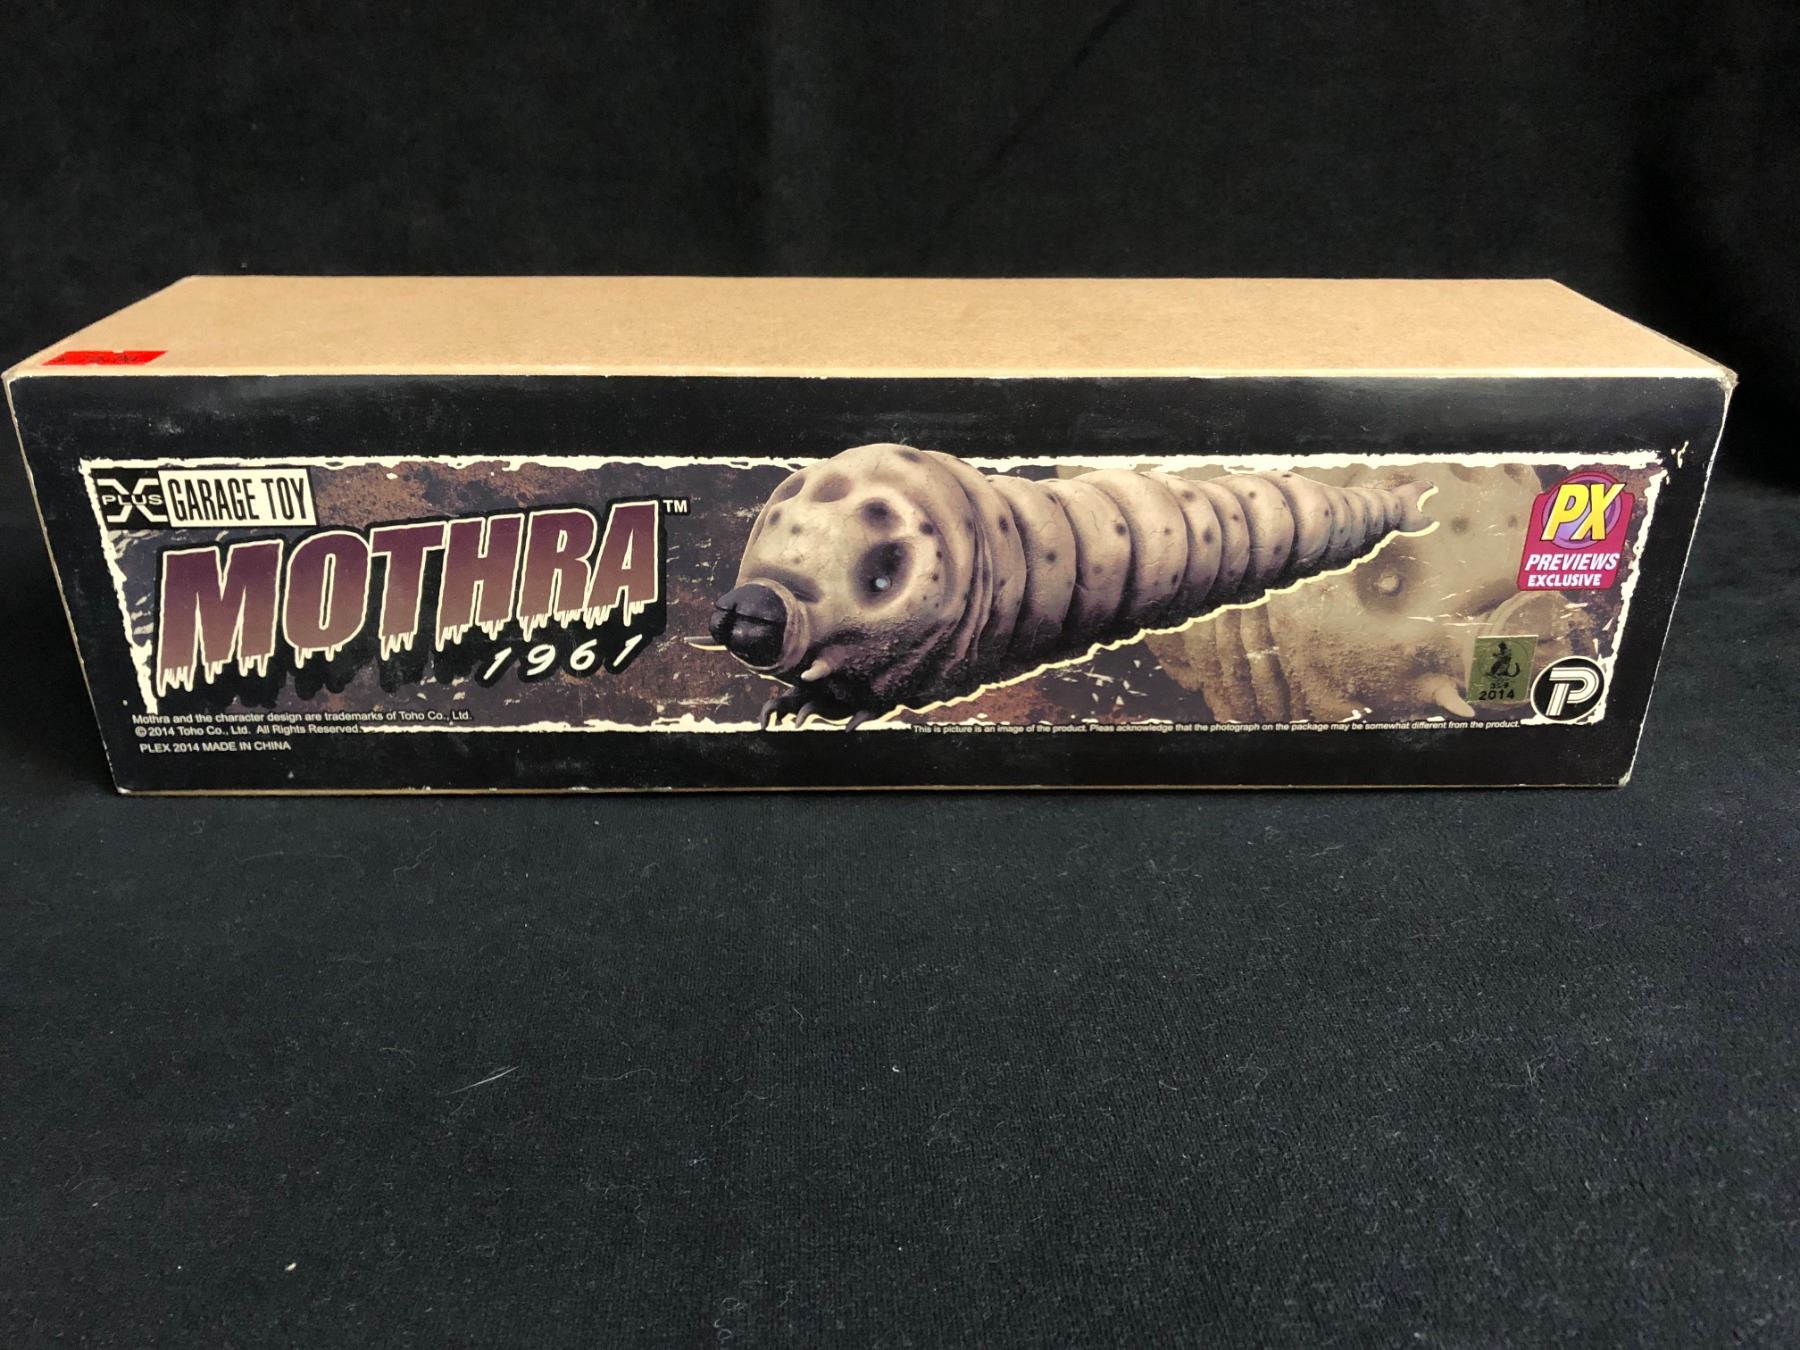 X PLUS GARAGE TOY
MOTHRA™
1961
PX
PREVIEWS
EXCLUSIVE
2014
P
Mothra and the character design are trademarks of Toho Co., Ltd.
©2014 Toho Co., Ltd. All Rights Reserved.
PLEX 2014 MADE IN CHINA
This is picture is an image of the product. Pleas acknowledge that the photograph on the package may be somewhat different from the product.